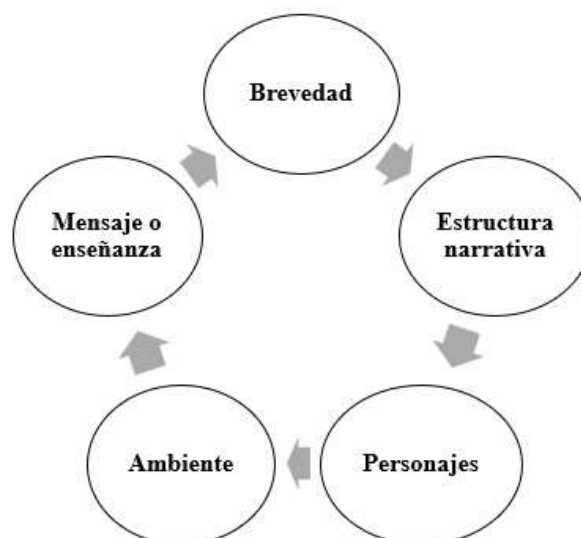 Brevedad
Estructura
narrativa
Personajes
Ambiente
Mensaje o
enseñanza